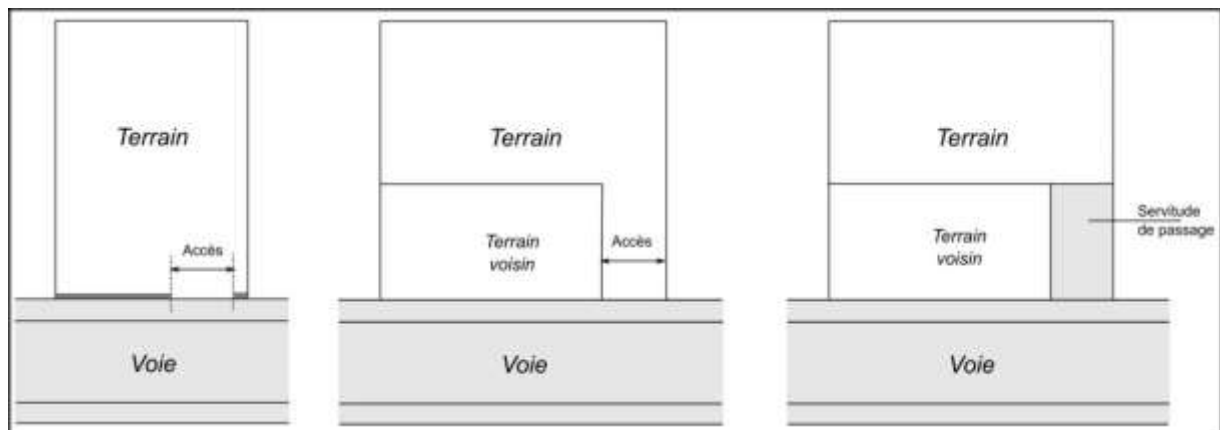 Terrain
Accès
Voie
Terrain
Terrain
voisin
Accès
Voie
Terrain
Terrain
voisin
Servitude
de passage
Voie